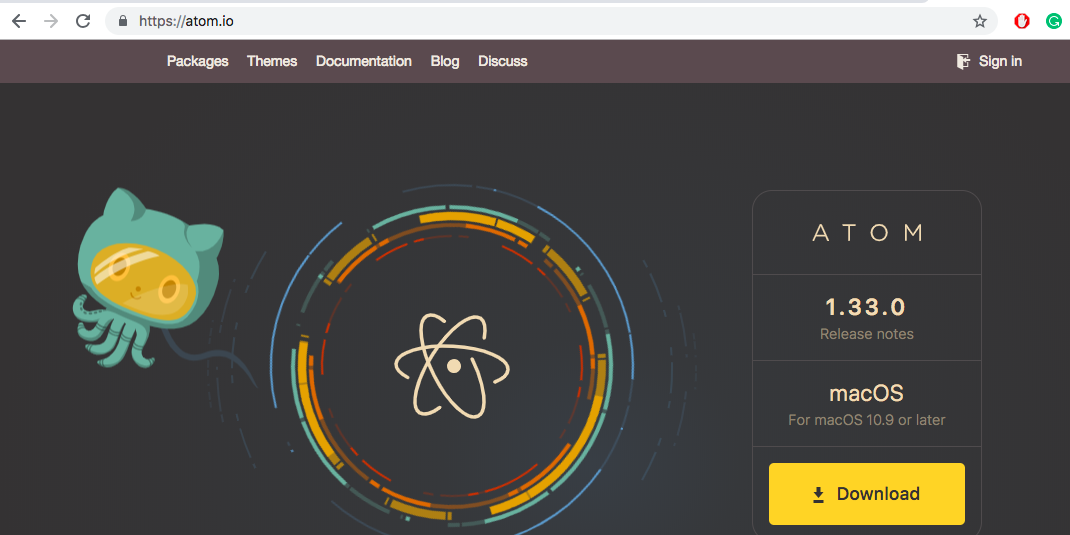 https://atom.io
Packages Themes Documentation Blog Discuss Sign in
ATOM
1.33.0
Release notes
macOS
For macOS 10.9 or later
Download